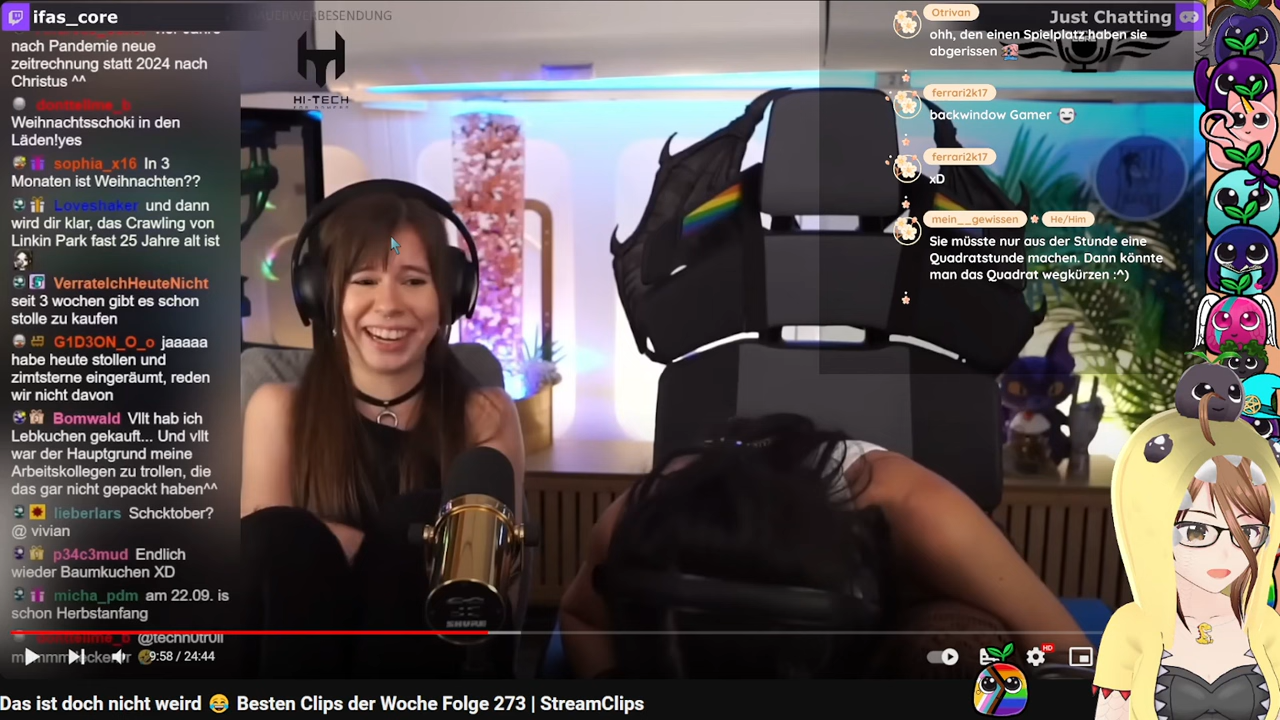 ifas_core
DAUERWERBESENDUNG
nach Pandemie neue
zeitrechnung statt 2024 nach
Christus ^^
donttellme_b
Weihnachtsschoki in den
Läden!yes
sophia_x16 In 3
Monaten ist Weihnachten??
Loveshaker und dann
wird dir klar, das Crawling von
Linkin Park fast 25 Jahre alt ist
VerrateIchHeuteNicht
seit 3 wochen gibt es schon
stolle zu kaufen
G1D3ON_O_o jaaaaa
habe heute stollen und
zimtsterne eingeräumt, reden
wir nicht davon
Bomwald Vllt hab ich
Lebkuchen gekauft... Und vllt
war der Hauptgrund meine
Arbeitskollegen zu trollen, die
das gar nicht gepackt haben^^
lieberlars Schcktober?
@ vivian
p34c3mud Endlich
wieder Baumkuchen XD
micha_pdm am 22.09. is
schon Herbstanfang
@techn0tr0ll
HI-TECH
SHURE
Just Chatting
Otrivan
ohh, den einen Spielplatz haben sie
abgerissen
ferrari2k17
backwindow Gamer
ferrari2k17
xD
mein__gewissen He/Him
Sie müsste nur aus der Stunde eine
Quadratstunde machen. Dann könnte
man das Quadrat wegkürzen :^)
9:58 / 24:44
HD
Das ist doch nicht weird 😂 Besten Clips der Woche Folge 273 | StreamClips